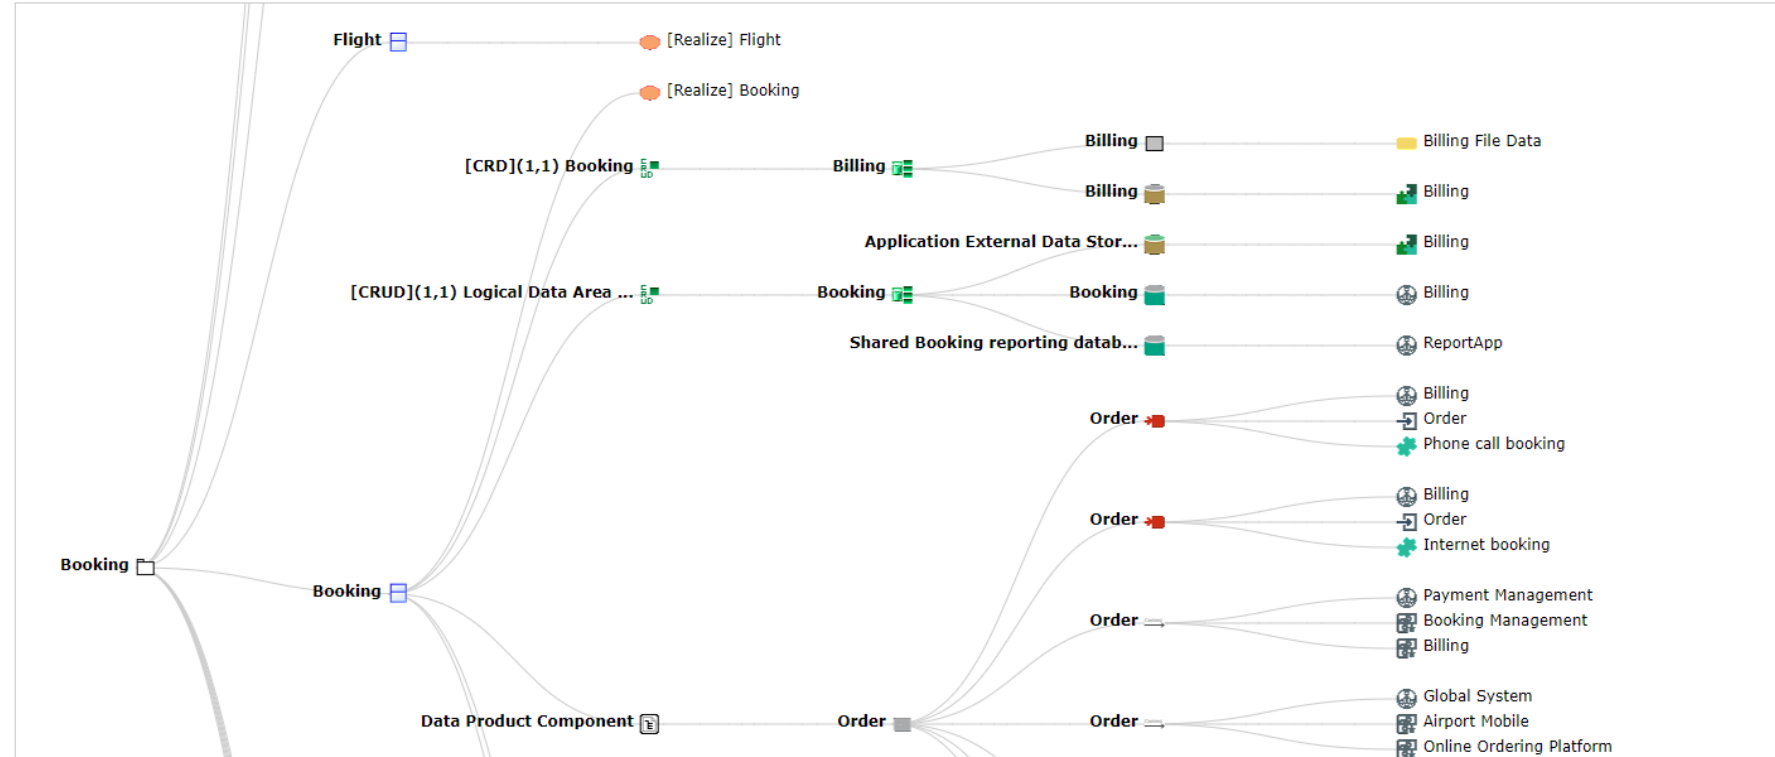 Flight
[Realize] Flight
[Realize] Booking
Billing
Billing File Data
[CRD](1,1) Booking
Billing
Billing
Billing
Application External Data Stor...
Billing
[CRUD](1,1) Logical Data Area ...
Booking
Booking
Billing
Shared Booking reporting datab...
ReportApp
Billing
Order
Order
Phone call booking
Billing
Order
Order
Internet booking
Booking
Booking
Payment Management
Order
Booking Management
Billing
Global System
Data Product Component
Order
Order
Airport Mobile
Online Ordering Platform